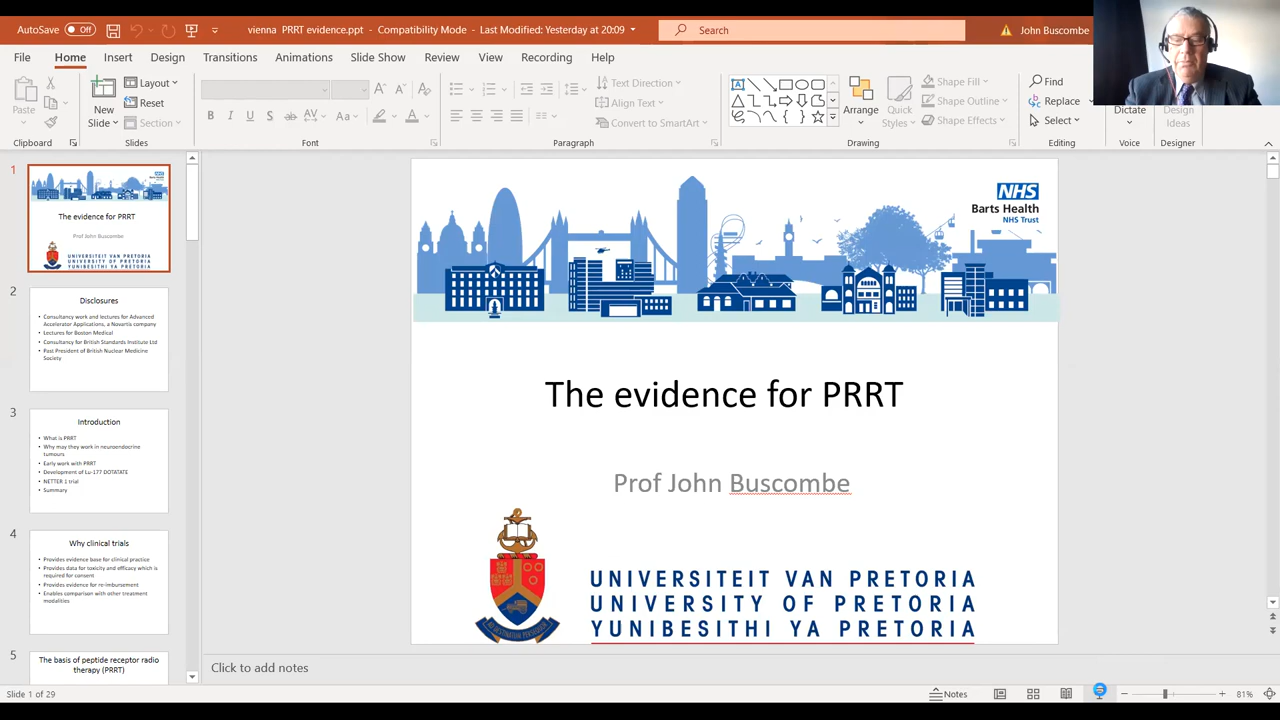 AutoSave Off vienna PRRT evidence.ppt - Compatibility Mode - Last Modified: Yesterday at 20:09 Search John Buscombe
File Home Insert Design Transitions Animations Slide Show Review View Recording Help
Paste New Slide Layout Reset Section
Text Direction Align Text Convert to SmartArt
Arrange Quick Styles Shape Fill Shape Outline Shape Effects
Find Replace Select Dictate Design Ideas
Clipboard Slides Font Paragraph Drawing Editing Voice Designer
1
The evidence for PRRT
Prof John Buscombe
UNIVERSITEIT VAN PRETORIA
UNIVERSITY OF PRETORIA
YUNIBESITHI YA PRETORIA
2
Disclosures
• Consultancy work and lectures for Advanced
Accelerator Applications, a Novartis company
• Lectures for Boston Medical
• Consultancy for British Standards Institute Ltd
• Past President of British Nuclear Medicine
Society
3
Introduction
• What is PRRT
• Why may they work in neuroendocrine
tumours
• Early work with PRRT
• Development of Lu-177 DOTATATE
• NETTER 1 trial
• Summary
4
Why clinical trials
• Provides evidence base for clinical practice
• Provides data for toxicity and efficacy which is
required for consent
• Provides evidence for re-imbursement
• Enables comparison with other treatment
modalities
5
The basis of peptide receptor radio
therapy (PRRT)
NHS
Barts Health
NHS Trust
The evidence for PRRT
Prof John Buscombe
UNIVERSITEIT VAN PRETORIA
UNIVERSITY OF PRETORIA
YUNIBESITHI YA PRETORIA
Click to add notes
Slide 1 of 29 Notes 81%